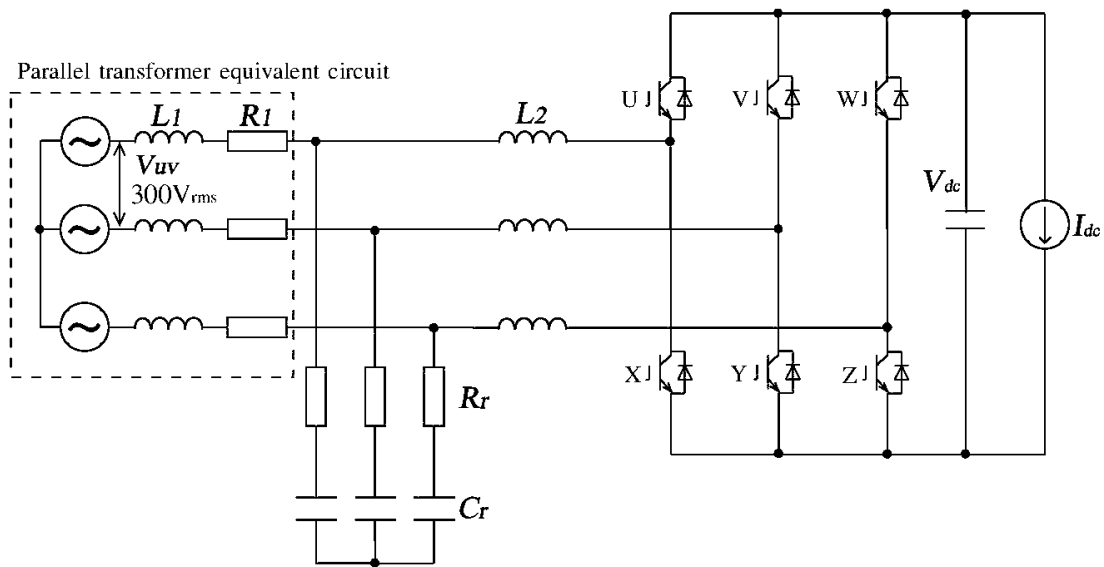 Parallel transformer equivalent circuit
L1
R1
L2
Vuv
300Vrms
U
V
W
Vdc
Idc
X
Y
Z
Rr
Cr